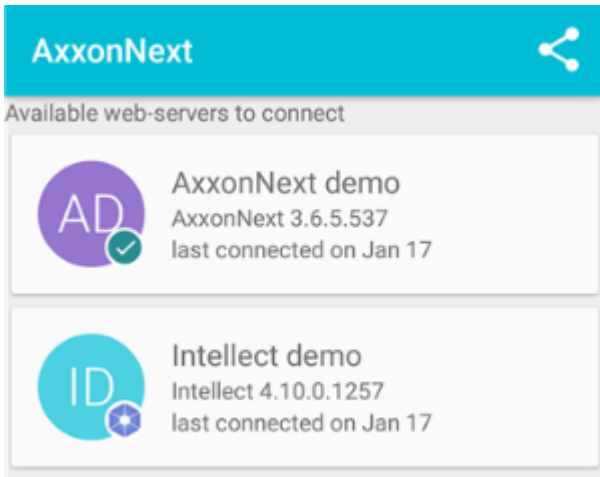 AxxonNext
Available web-servers to connect
AD
AxxonNext demo
AxxonNext 3.6.5.537
last connected on Jan 17
ID
Intellect demo
Intellect 4.10.0.1257
last connected on Jan 17